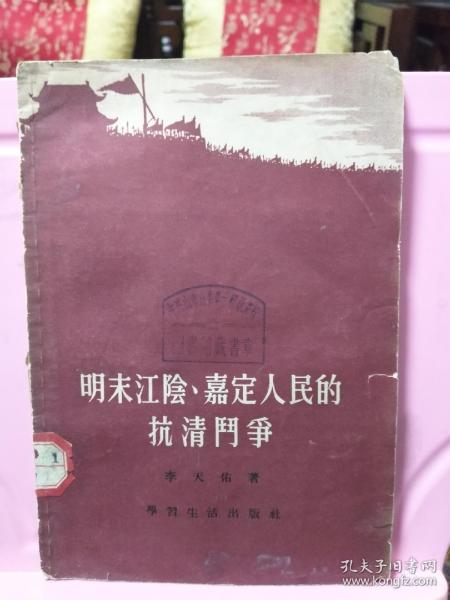 明末江陰、嘉定人民的
抗清鬥爭
李天佑著
學習生活出版社
1
孔夫子旧书网
www.kongfz.com